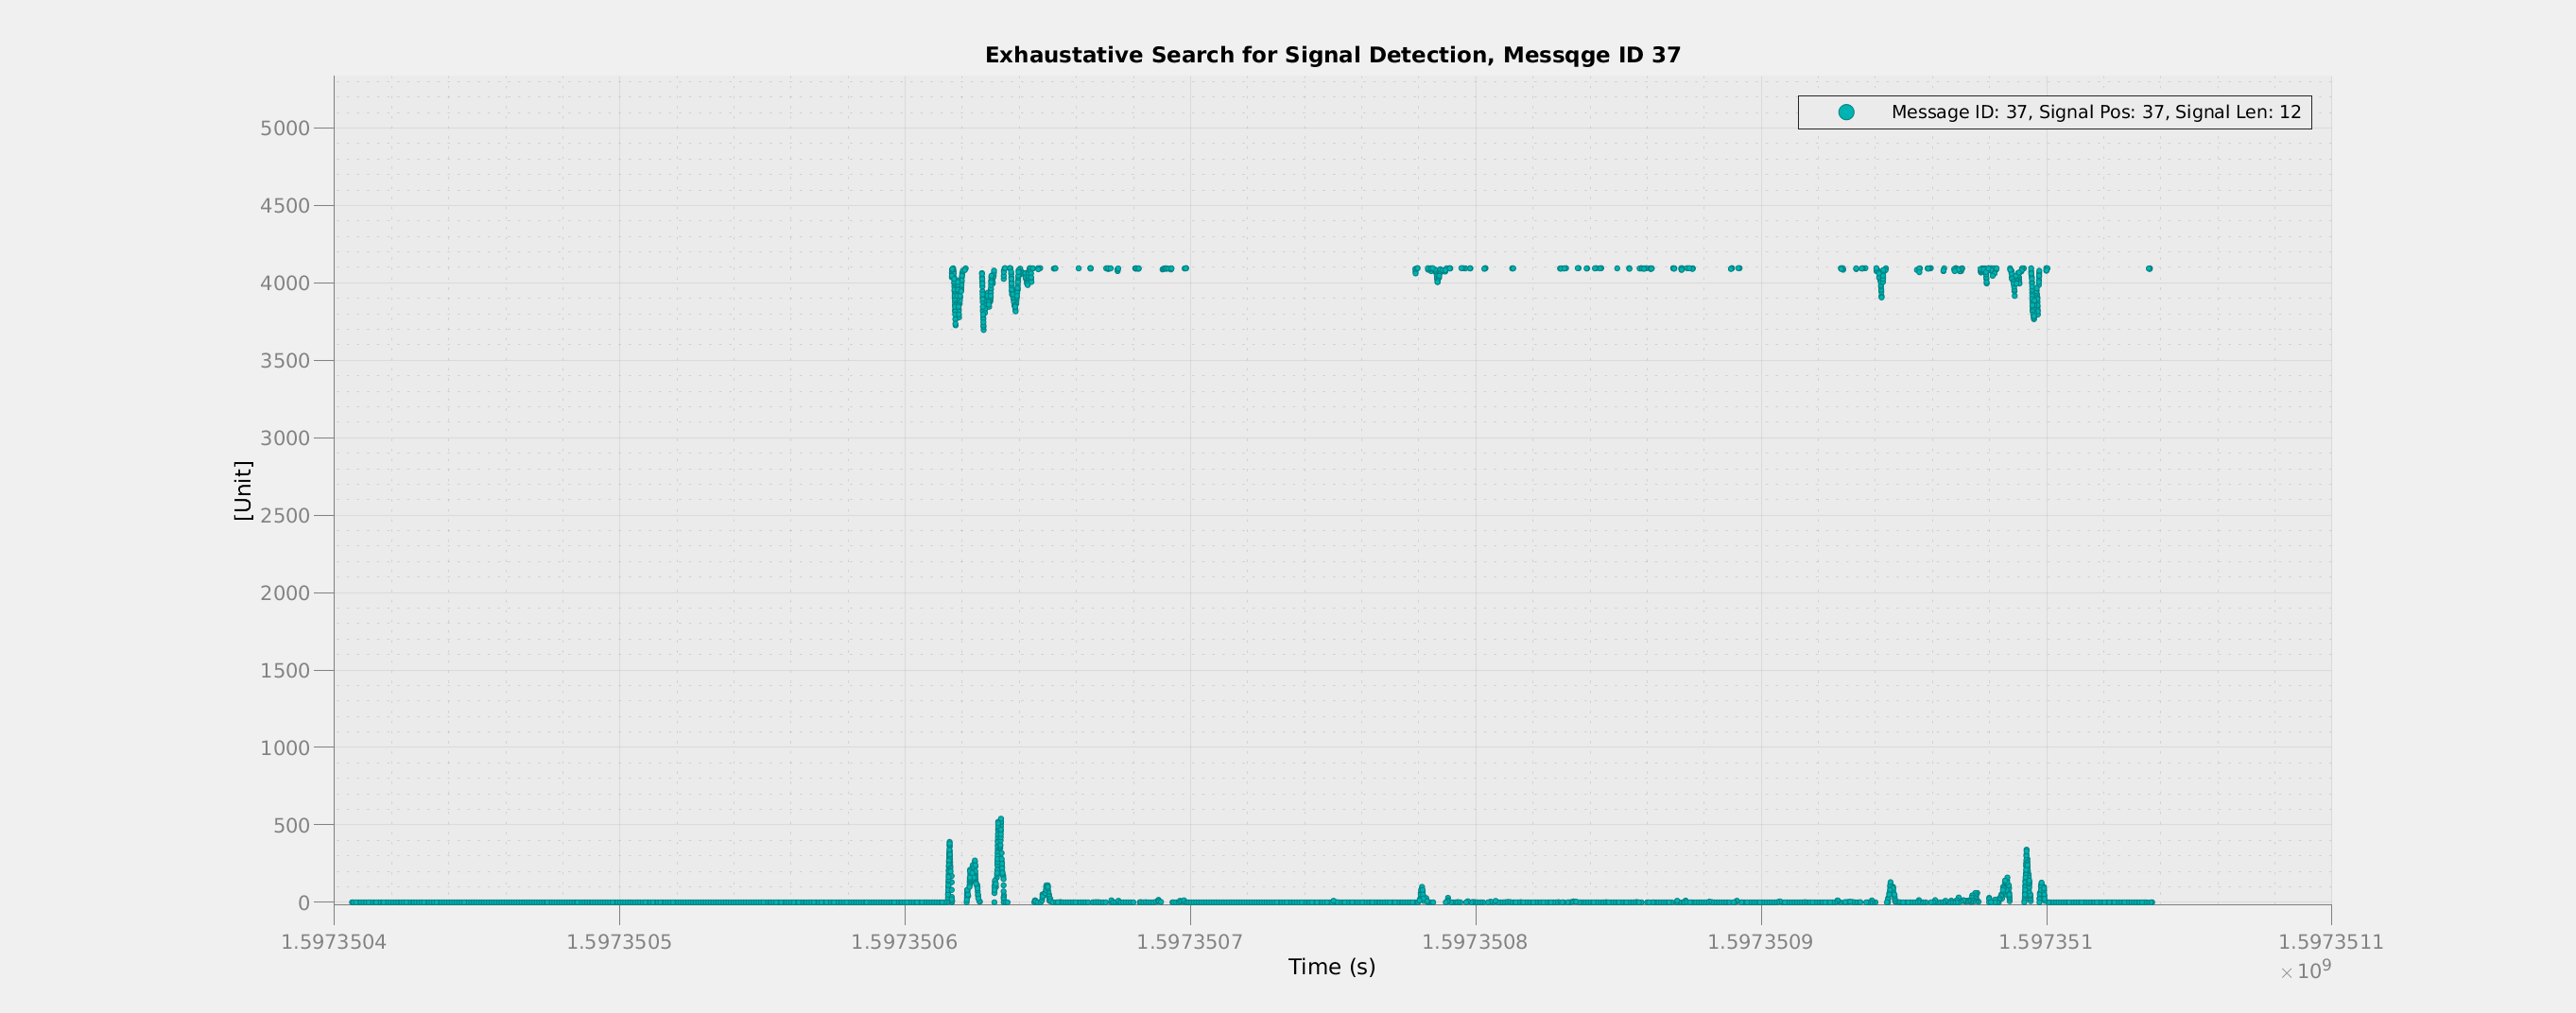 Exhaustative Search for Signal Detection, Messqge ID 37
Message ID: 37, Signal Pos: 37, Signal Len: 12
5000
4500
4000
3500
3000
2500
2000
1500
1000
500
0
[Unit]
1.5973504 1.5973505 1.5973506 1.5973507 1.5973508 1.5973509 1.597351 1.5973511
Time (s)
× 10⁹